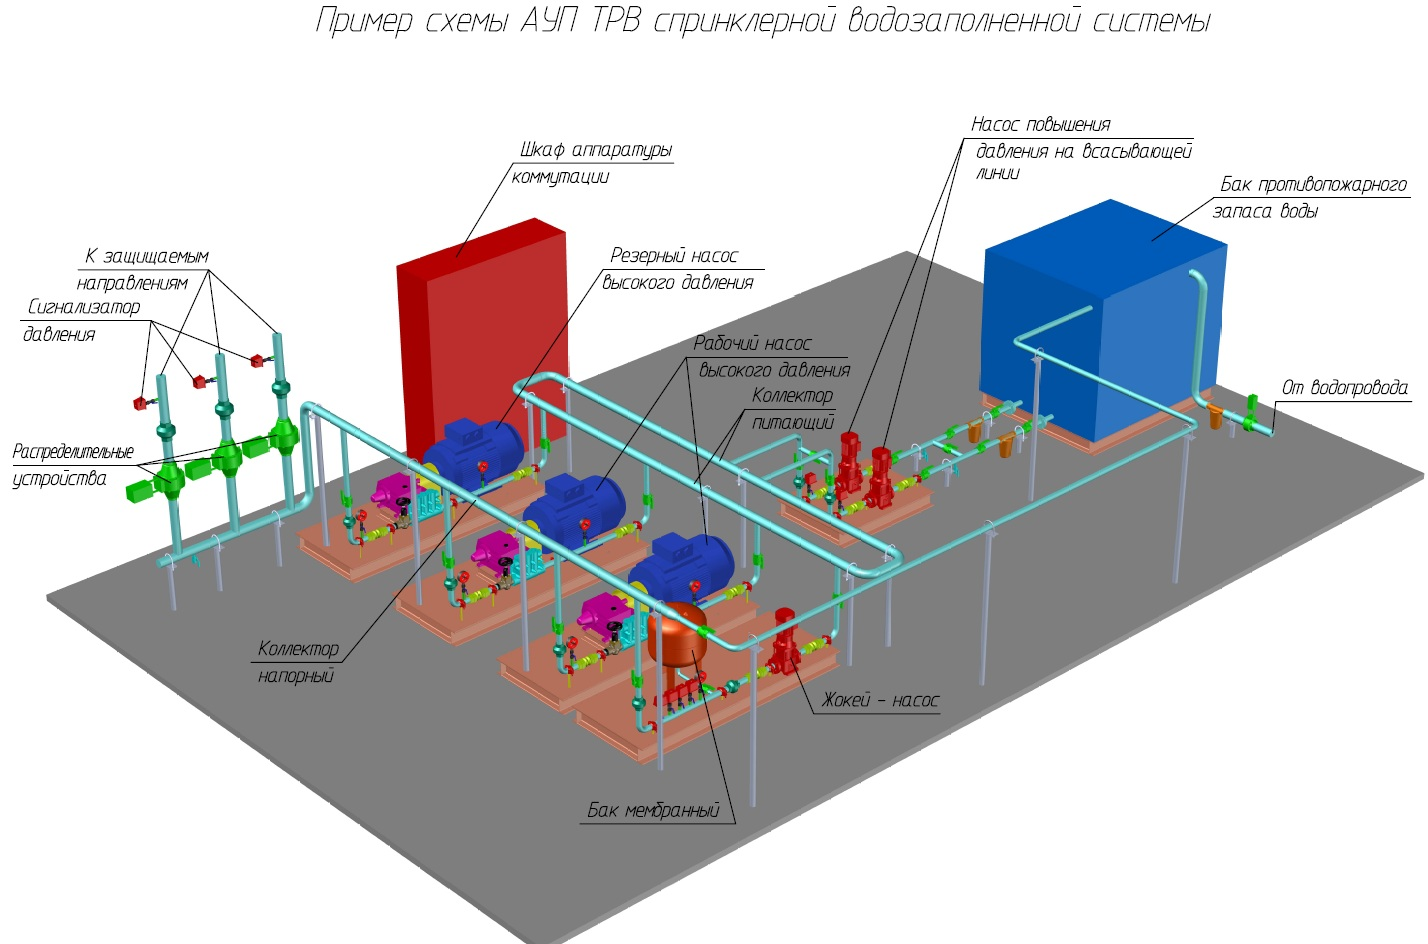 Пример схемы АУП ТРВ спринклерной водозаполненной системы
Насос повышения
давления на всасывающей
линии
Шкаф аппаратуры
коммутации
Бак противопожарного
запаса воды
К защищаемым
направлениям
Резерный насос
высокого давления
Сигнализатор
давления
Рабочий насос
высокого давления
Коллектор
питающий
От водопровода
Распределительные
устройства
Коллектор
напорный
Жокей - насос
Бак мембранный